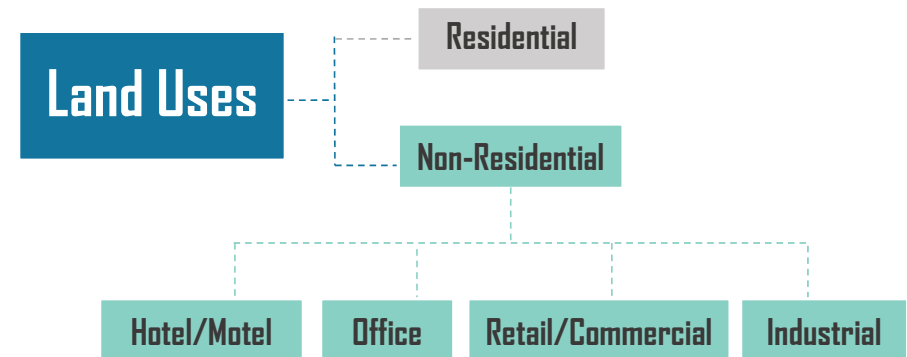 Residential
Land Uses
Non-Residential
Hotel/Motel
Office
Retail/Commercial
Industrial